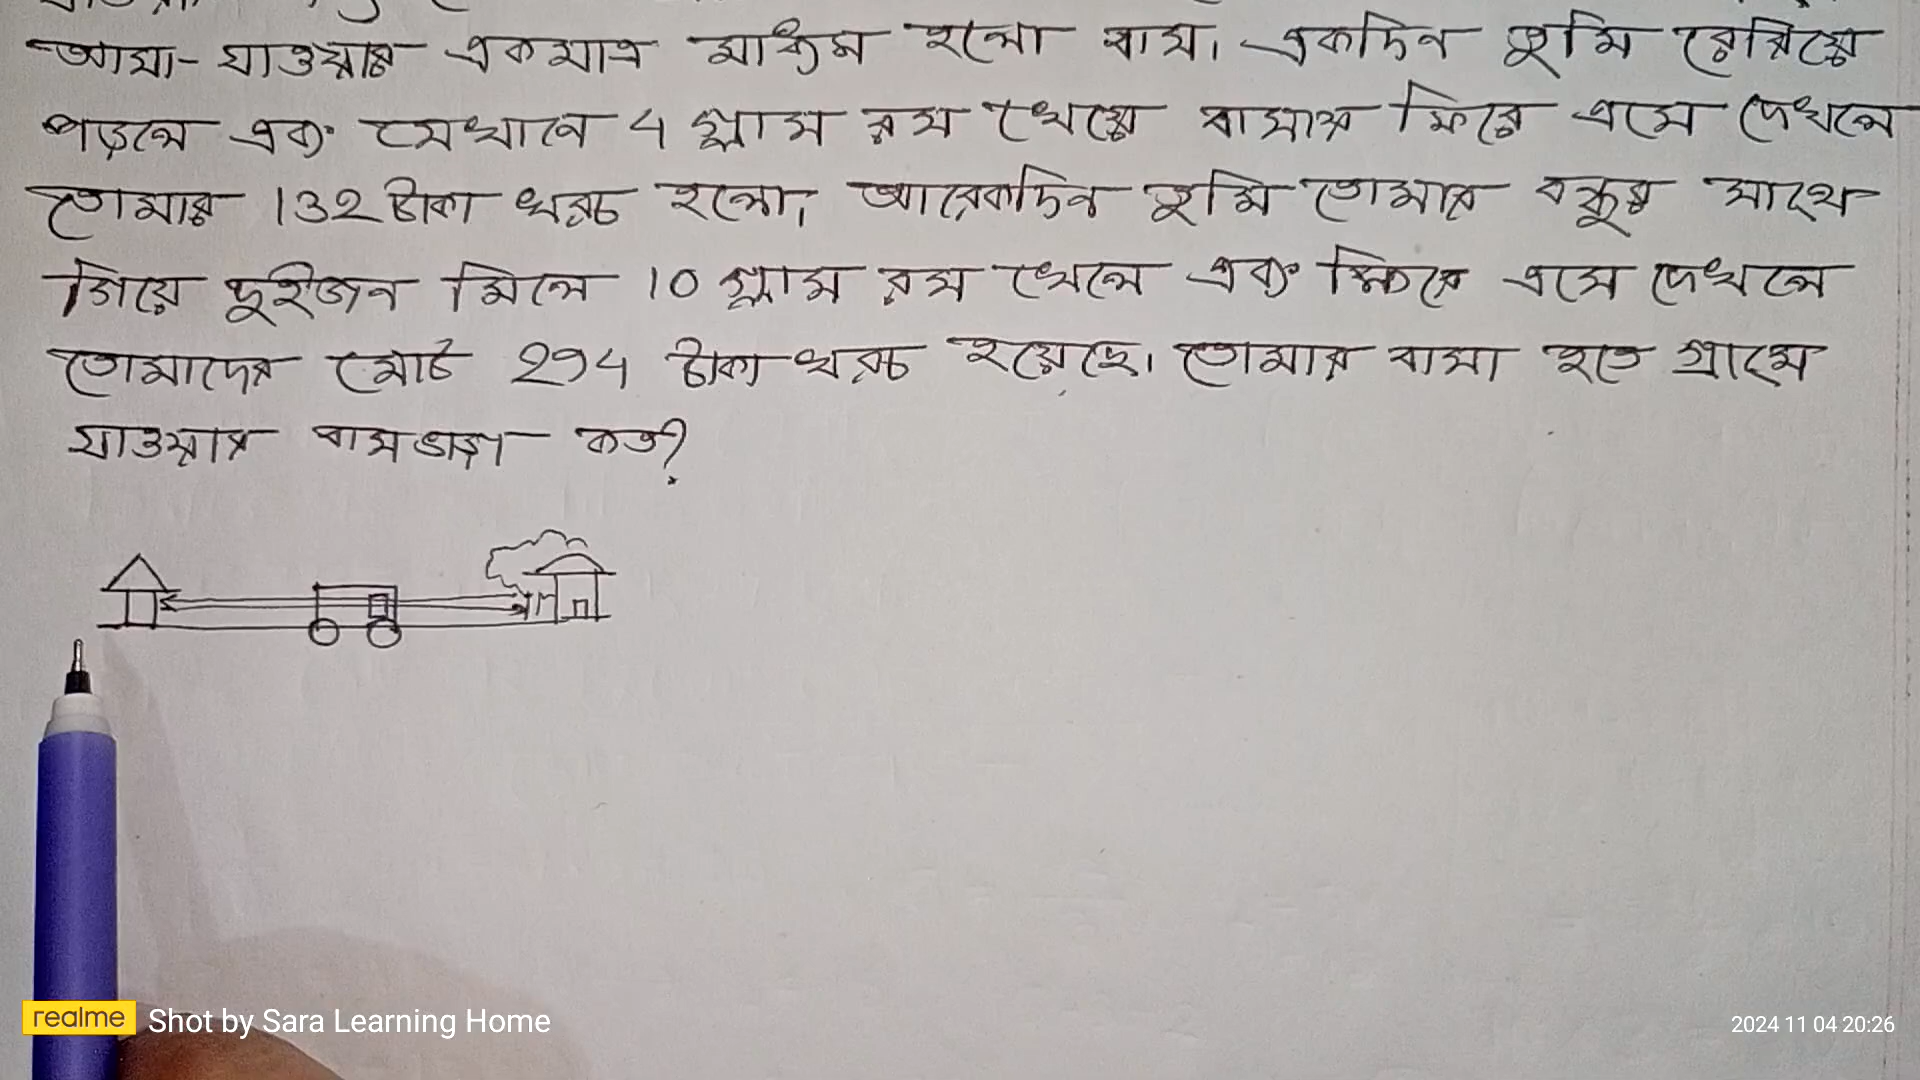 আসা-যাওয়ার একমাত্র মাধ্যম হলো বাস। একদিন তুমি বেরিয়ে
পড়লে এবং সেখানে 4 গ্লাস রস খেয়ে বাসায় ফিরে এসে দেখলে
তোমার 132 টাকা খরচ হলো, আরেকদিন তুমি তোমার বন্ধুর সাথে
গিয়ে দুইজন মিলে 10 গ্লাস রস খেলে এবং ফিরে এসে দেখলে
তোমাদের মোট 294 টাকা খরচ হয়েছে। তোমার বাসা হতে গ্রামে
যাওয়ার বাসভাড়া কত?
realme Shot by Sara Learning Home
2024 11 04 20:26